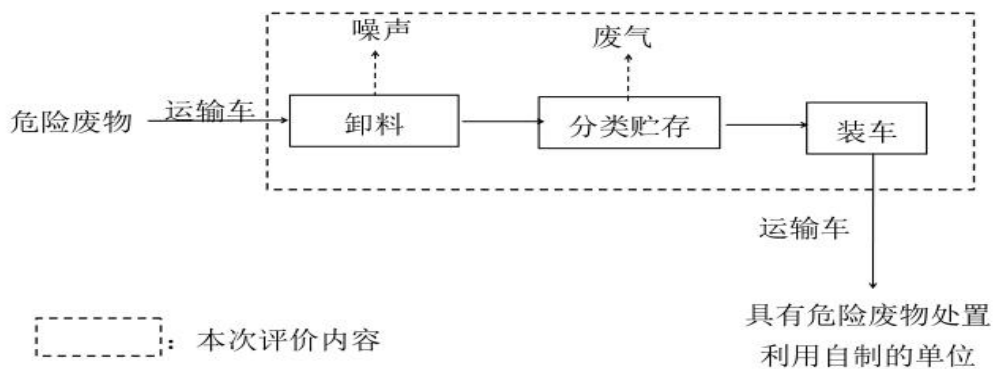 噪声
废气
危险废物
运输车
卸料
分类贮存
装车
运输车
具有危险废物处置
利用自制的单位
：本次评价内容